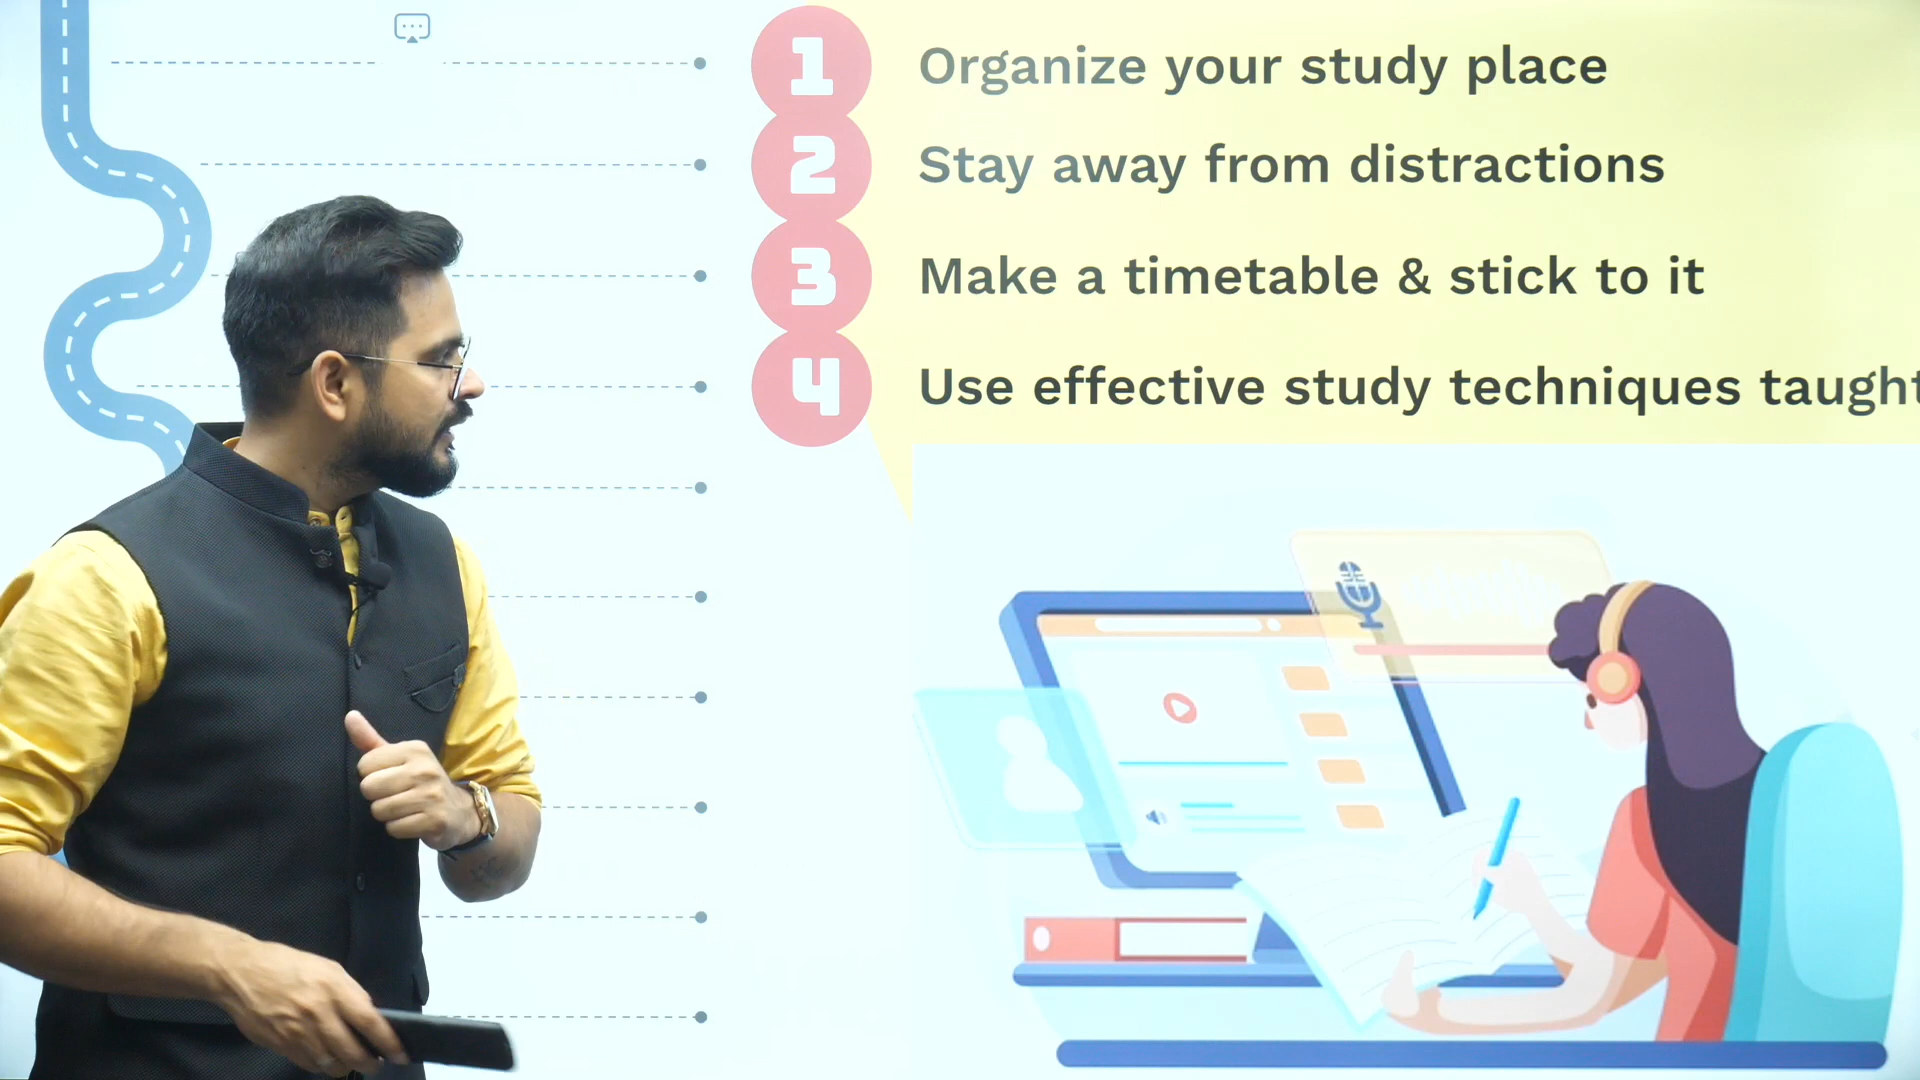 1 Organize your study place
2 Stay away from distractions
3 Make a timetable & stick to it
4 Use effective study techniques taught